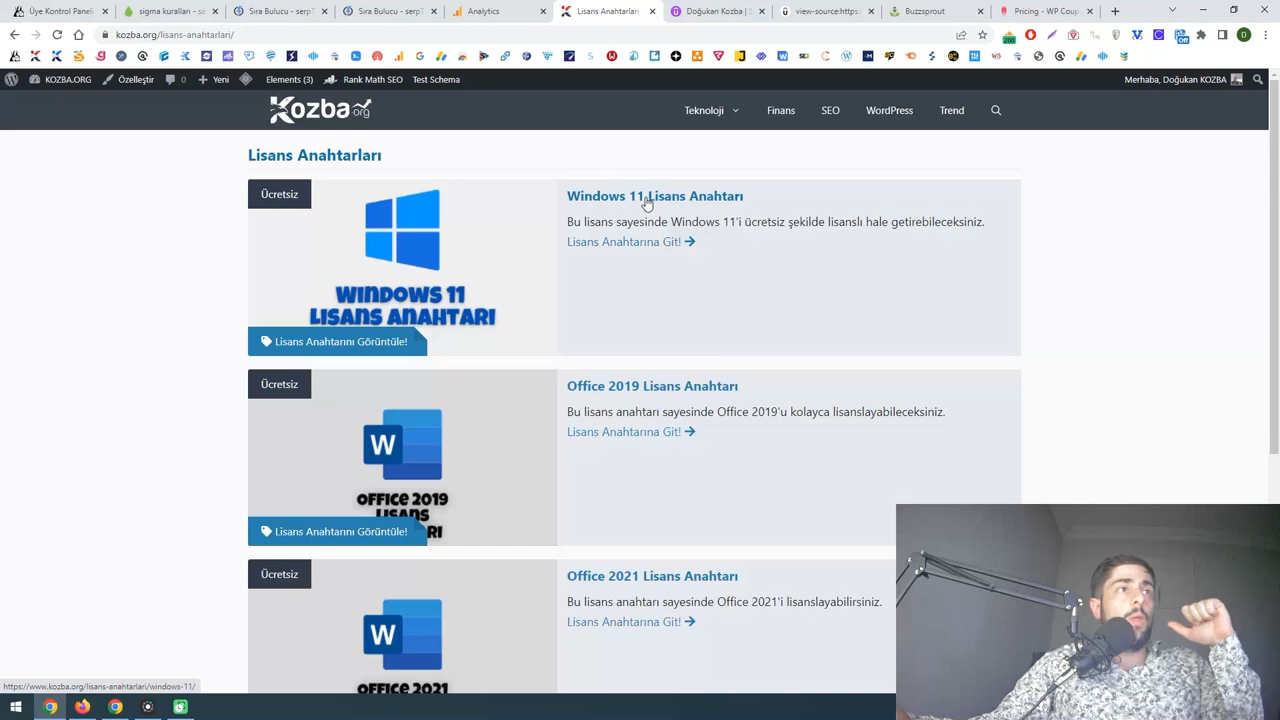 Üye Kontrol Panel
sigma kuralları - sa
Sıra Bulucu - serpT
Sıra Bulucu - serpT
Analytics
Lisans Anahtarları
Doğukan Kozba | S
view-source:https:
Buzzsprout
Pricing - WP Coup
kozba.org/lisans-anahtarlari/
KOZBA.ORG
Özelleştir
0
Yeni
Elements (3)
Rank Math SEO
Test Schema
Merhaba, Doğukan KOZBA
Kozba.org
Teknoloji
Finans
SEO
WordPress
Trend
Lisans Anahtarları
Ücretsiz
WINDOWS 11
LISANS ANAHTARI
Lisans Anahtarını Görüntüle!
Windows 11 Lisans Anahtarı
Bu lisans sayesinde Windows 11'i ücretsiz şekilde lisanslı hale getirebileceksiniz.
Lisans Anahtarına Git!
Ücretsiz
W
OFFICE 2019
LISANS
Lisans Anahtarını Görüntüle!
Office 2019 Lisans Anahtarı
Bu lisans anahtarı sayesinde Office 2019'u kolayca lisanslayabileceksiniz.
Lisans Anahtarına Git!
Ücretsiz
W
OFFICE 2021
Office 2021 Lisans Anahtarı
Bu lisans anahtarı sayesinde Office 2021'i lisanslayabilirsiniz.
Lisans Anahtarına Git!
https://www.kozba.org/lisans-anahtarlari/windows-11/